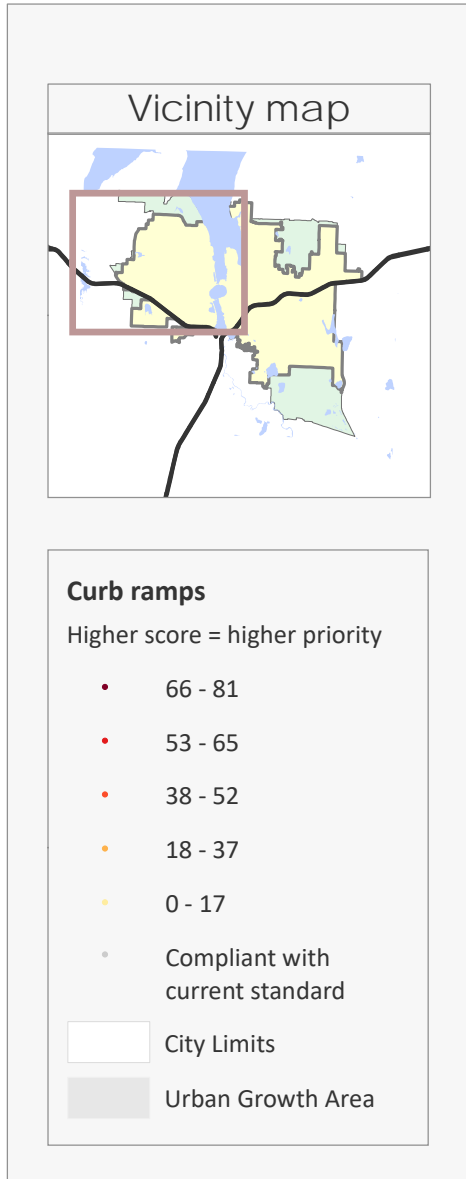 Vicinity map
Curb ramps
Higher score = higher priority
66 - 81
53 - 65
38 - 52
18 - 37
0 - 17
Compliant with
current standard
City Limits
Urban Growth Area